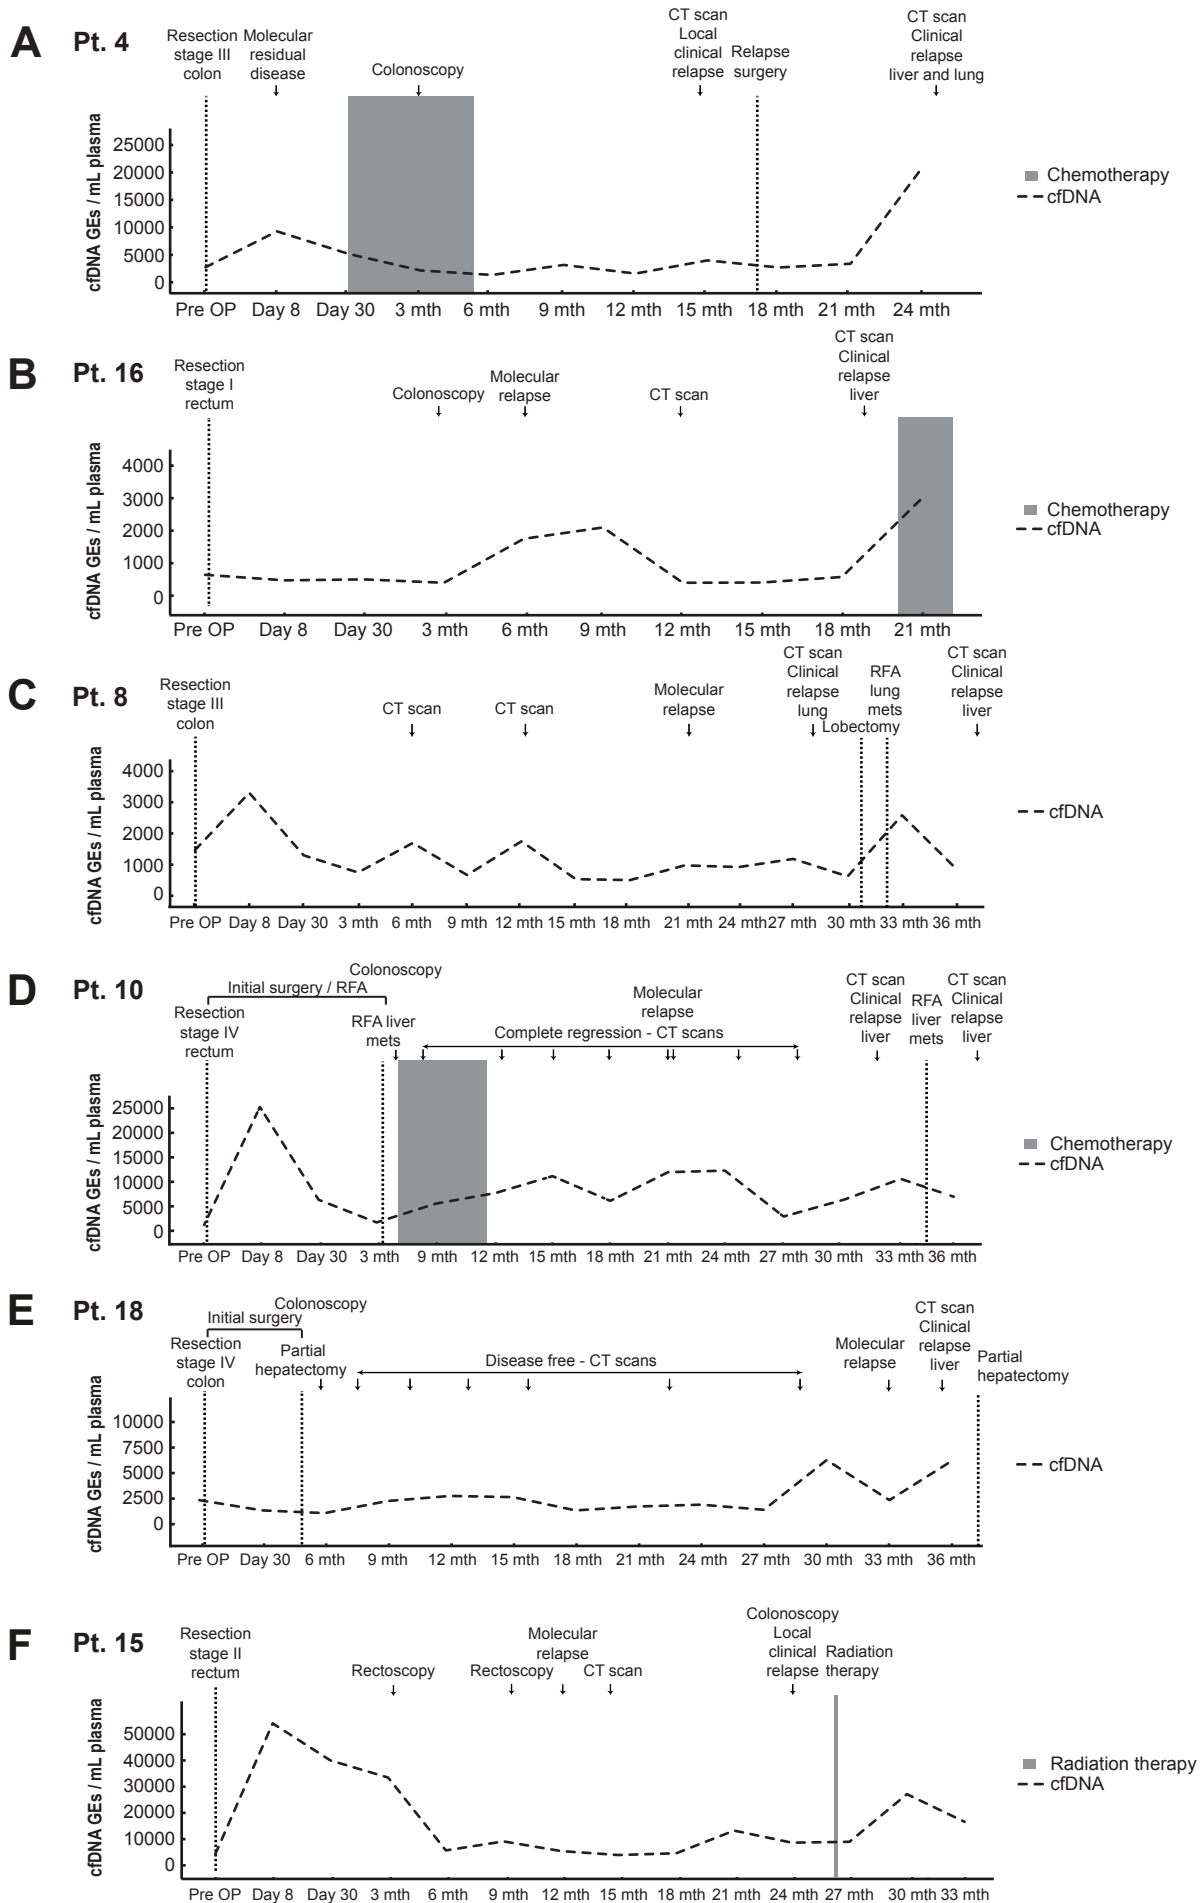 A Pt. 4
Resection
stage III
colon
Molecular
residual
disease
Colonoscopy
CT scan
Local
clinical
relapse
Relapse
surgery
CT scan
Clinical
relapse
liver and lung
cfDNA GEs / mL plasma
25000
20000
15000
10000
5000
0
Pre OP Day 8 Day 30 3 mth 6 mth 9 mth 12 mth 15 mth 18 mth 21 mth 24 mth
Chemotherapy
cfDNA
B Pt. 16
Resection
stage I
rectum
Colonoscopy
Molecular
relapse
CT scan
CT scan
Clinical
relapse
liver
cfDNA GEs / mL plasma
4000
3000
2000
1000
0
Pre OP Day 8 Day 30 3 mth 6 mth 9 mth 12 mth 15 mth 18 mth 21 mth
Chemotherapy
cfDNA
C Pt. 8
Resection
stage III
colon
CT scan
CT scan
Molecular
relapse
CT scan
Clinical
relapse
lung
Lobectomy
RFA
lung
mets
CT scan
Clinical
relapse
liver
cfDNA GEs / mL plasma
4000
3000
2000
1000
0
Pre OP Day 8 Day 30 3 mth 6 mth 9 mth 12 mth 15 mth 18 mth 21 mth 24 mth 27 mth 30 mth 33 mth 36 mth
cfDNA
D Pt. 10
Resection
stage IV
rectum
Initial surgery / RFA
Colonoscopy
RFA liver
mets
Molecular
relapse
Complete regression - CT scans
CT scan
Clinical
relapse
liver
RFA
liver
mets
CT scan
Clinical
relapse
liver
cfDNA GEs / mL plasma
25000
20000
15000
10000
5000
0
Pre OP Day 8 Day 30 3 mth 9 mth 12 mth 15 mth 18 mth 21 mth 24 mth 27 mth 30 mth 33 mth 36 mth
Chemotherapy
cfDNA
E Pt. 18
Resection
stage IV
colon
Initial surgery
Colonoscopy
Partial
hepatectomy
Disease free - CT scans
Molecular
relapse
CT scan
Clinical
relapse
liver
Partial
hepatectomy
cfDNA GEs / mL plasma
10000
7500
5000
2500
0
Pre OP Day 30 6 mth 9 mth 12 mth 15 mth 18 mth 21 mth 24 mth 27 mth 30 mth 33 mth 36 mth
cfDNA
F Pt. 15
Resection
stage II
rectum
Rectoscopy
Rectoscopy
Molecular
relapse
CT scan
Colonoscopy
Local
clinical
relapse
Radiation
therapy
cfDNA GEs / mL plasma
50000
40000
30000
20000
10000
0
Pre OP Day 8 Day 30 3 mth 6 mth 9 mth 12 mth 15 mth 18 mth 21 mth 24 mth 27 mth 30 mth 33 mth
Radiation therapy
cfDNA